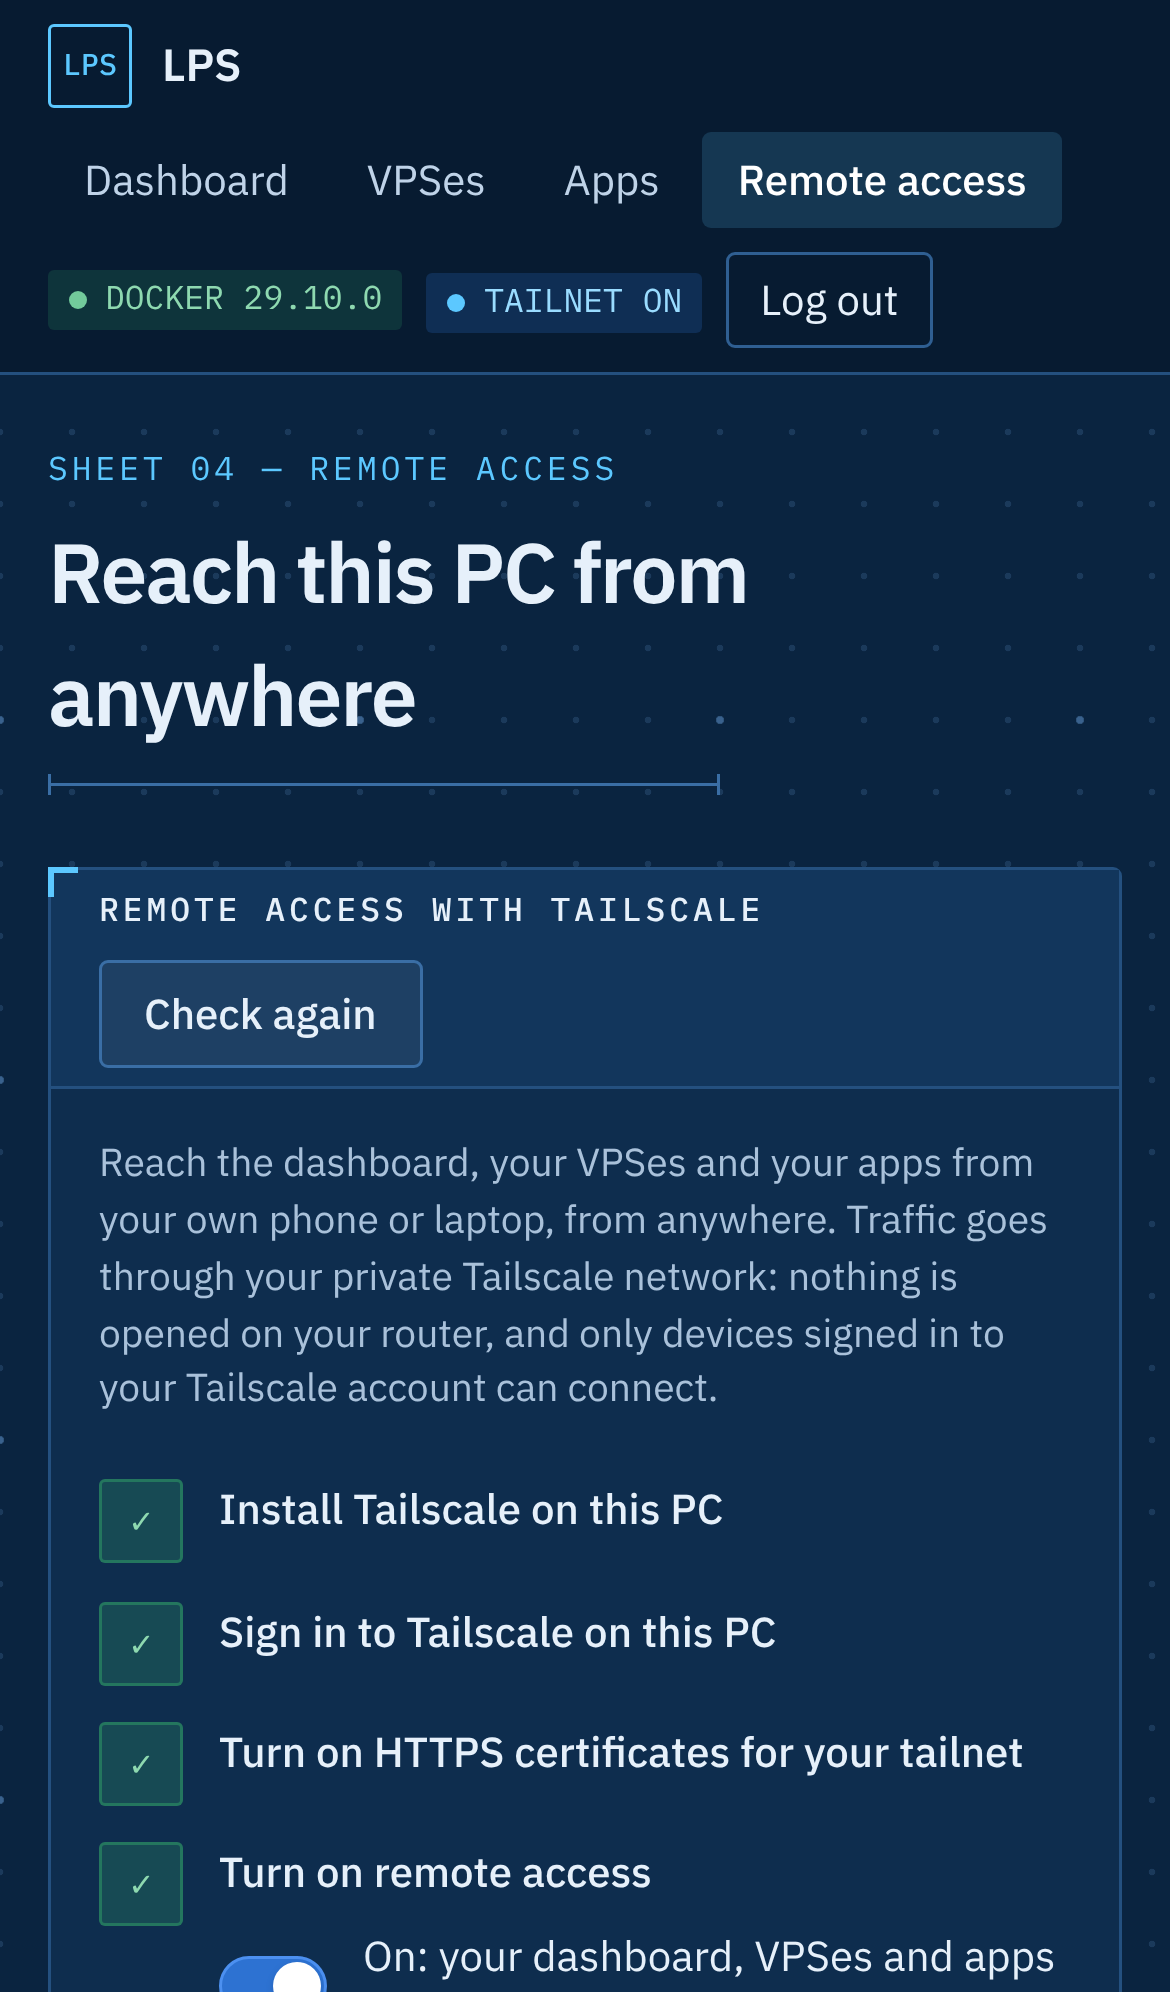 LPS LPS
Dashboard VPSes Apps Remote access
DOCKER 29.10.0 TAILNET ON Log out
SHEET 04 — REMOTE ACCESS
Reach this PC from
anywhere
REMOTE ACCESS WITH TAILSCALE
Check again
Reach the dashboard, your VPSes and your apps from
your own phone or laptop, from anywhere. Traffic goes
through your private Tailscale network: nothing is
opened on your router, and only devices signed in to
your Tailscale account can connect.
✓ Install Tailscale on this PC
✓ Sign in to Tailscale on this PC
✓ Turn on HTTPS certificates for your tailnet
✓ Turn on remote access
On: your dashboard, VPSes and apps